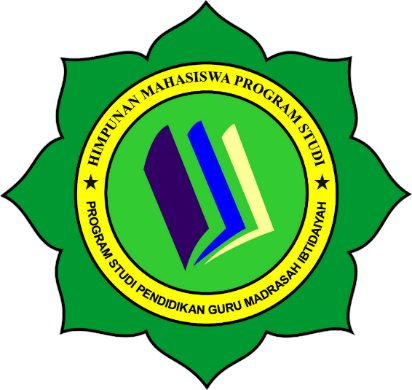 HIMPUNAN MAHASISWA PROGRAM STUDI
PROGRAM STUDI PENDIDIKAN GURU MADRASAH IBTIDAIYAH